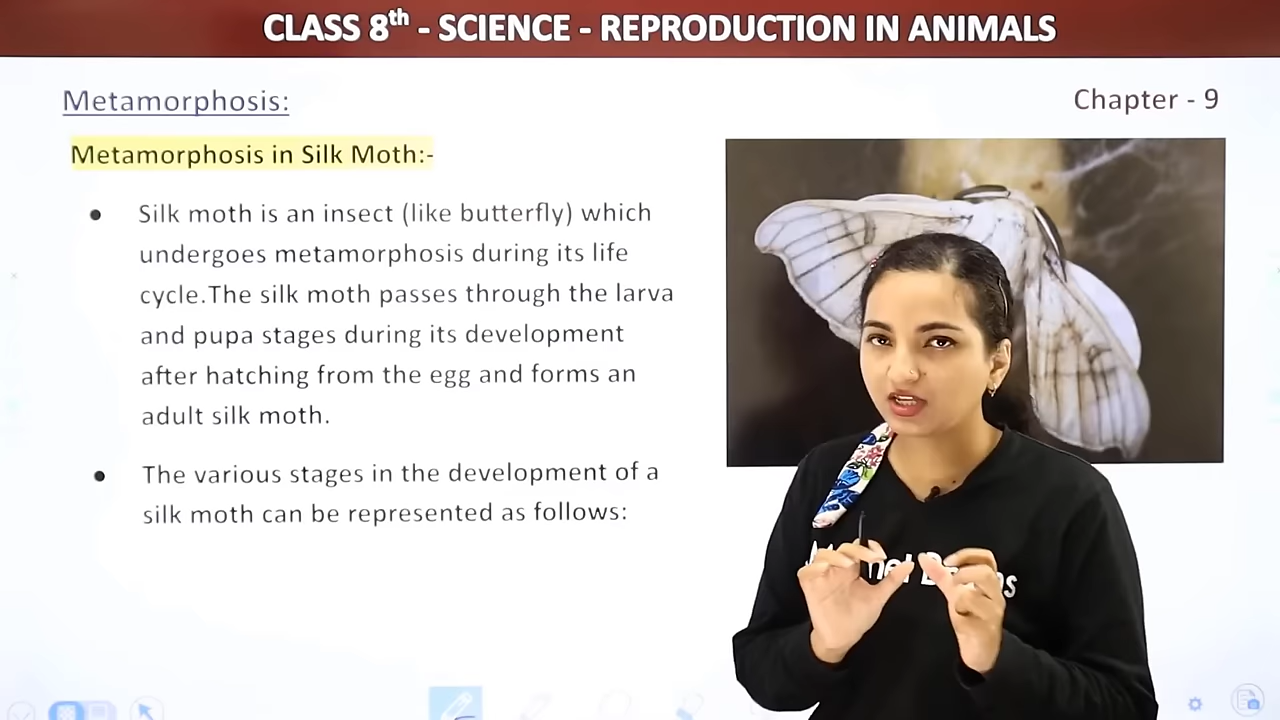 CLASS 8th - SCIENCE - REPRODUCTION IN ANIMALS
Metamorphosis:
Chapter - 9
Metamorphosis in Silk Moth:-
● Silk moth is an insect (like butterfly) which
undergoes metamorphosis during its life
cycle.The silk moth passes through the larva
and pupa stages during its development
after hatching from the egg and forms an
adult silk moth.
● The various stages in the development of a
silk moth can be represented as follows: